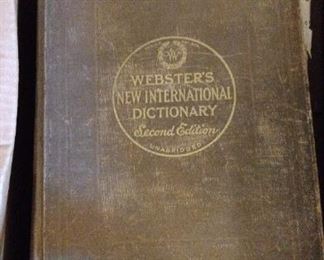 WEBSTER'S
NEW INTERNATIONAL
DICTIONARY
Second Edition
UNABRIDGED